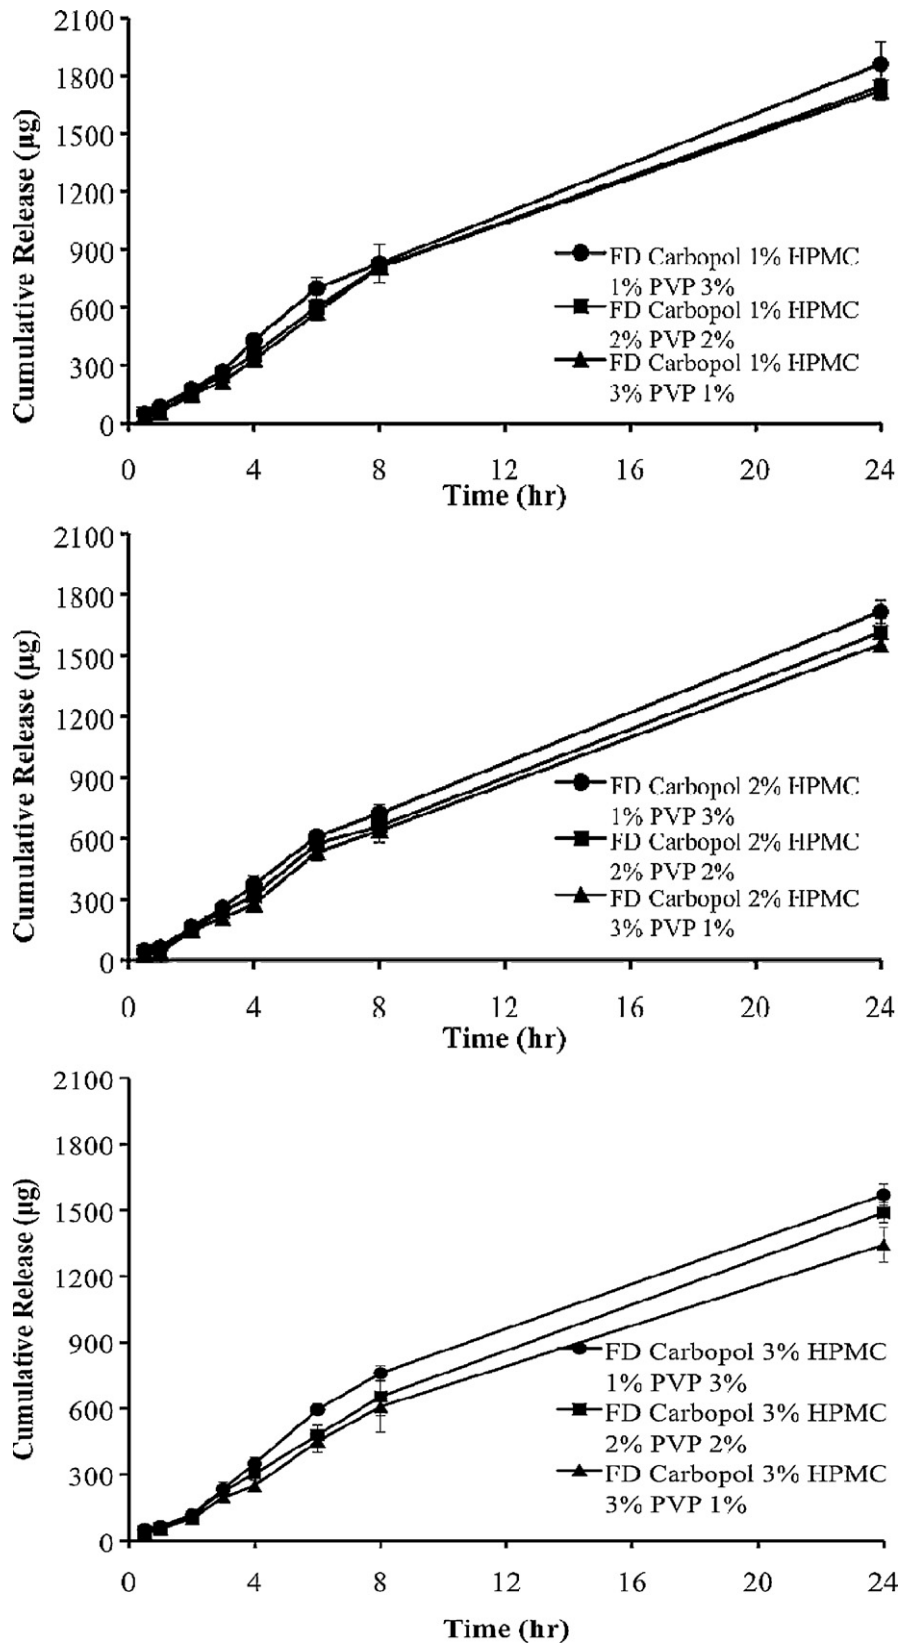 2100
1800
1500
1200
900
600
300
0
Cumulative Release (µg)
FD Carbopol 1% HPMC
1% PVP 3%
FD Carbopol 1% HPMC
2% PVP 2%
FD Carbopol 1% HPMC
3% PVP 1%
0 4 8 12 16 20 24
Time (hr)
2100
1800
1500
1200
900
600
300
0
Cumulative Release (µg)
FD Carbopol 2% HPMC
1% PVP 3%
FD Carbopol 2% HPMC
2% PVP 2%
FD Carbopol 2% HPMC
3% PVP 1%
0 4 8 12 16 20 24
Time (hr)
2100
1800
1500
1200
900
600
300
0
Cumulative Release (µg)
FD Carbopol 3% HPMC
1% PVP 3%
FD Carbopol 3% HPMC
2% PVP 2%
FD Carbopol 3% HPMC
3% PVP 1%
0 4 8 12 16 20 24
Time (hr)